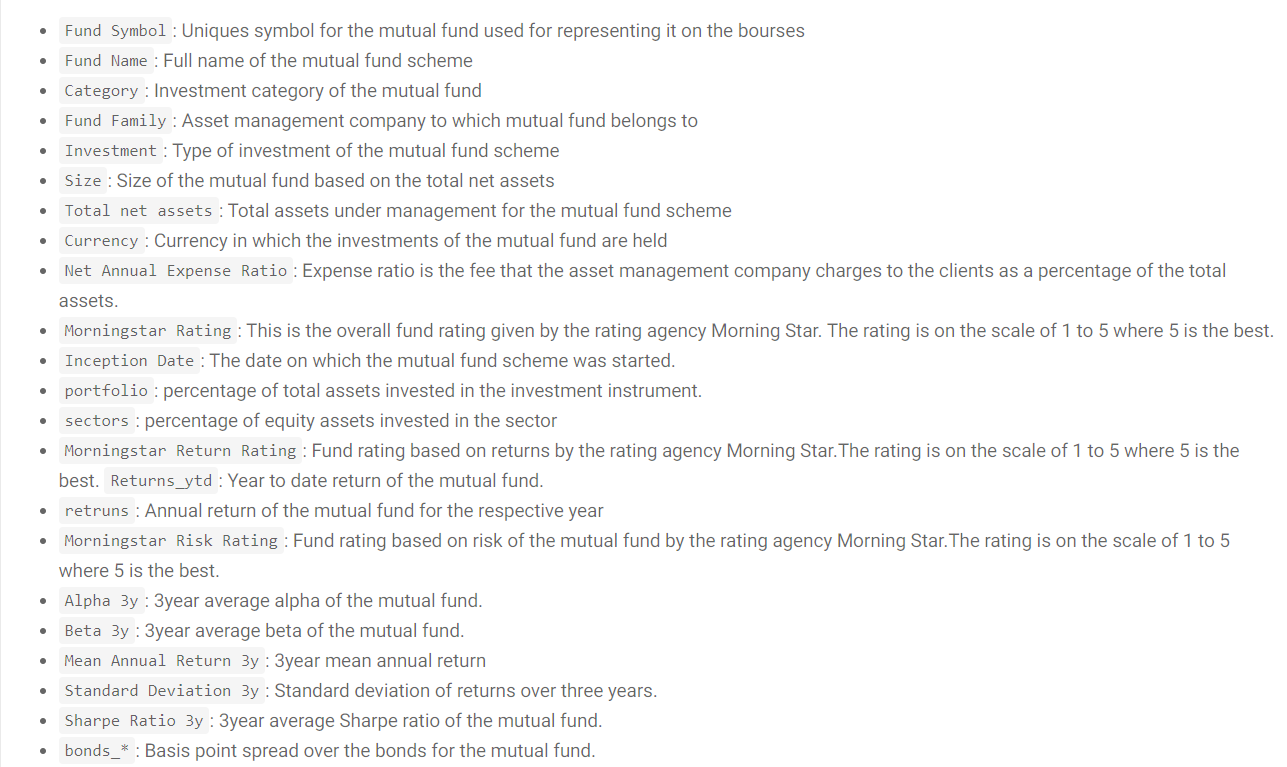 Fund Symbol : Uniques symbol for the mutual fund used for representing it on the bourses
Fund Name : Full name of the mutual fund scheme
Category : Investment category of the mutual fund
Fund Family : Asset management company to which mutual fund belongs to
Investment : Type of investment of the mutual fund scheme
Size : Size of the mutual fund based on the total net assets
Total net assets : Total assets under management for the mutual fund scheme
Currency : Currency in which the investments of the mutual fund are held
Net Annual Expense Ratio : Expense ratio is the fee that the asset management company charges to the clients as a percentage of the total
assets.
Morningstar Rating : This is the overall fund rating given by the rating agency Morning Star. The rating is on the scale of 1 to 5 where 5 is the best.
Inception Date : The date on which the mutual fund scheme was started.
portfolio : percentage of total assets invested in the investment instrument.
sectors : percentage of equity assets invested in the sector
Morningstar Return Rating : Fund rating based on returns by the rating agency Morning Star.The rating is on the scale of 1 to 5 where 5 is the
best. Returns_ytd : Year to date return of the mutual fund.
retruns : Annual return of the mutual fund for the respective year
Morningstar Risk Rating : Fund rating based on risk of the mutual fund by the rating agency Morning Star.The rating is on the scale of 1 to 5
where 5 is the best.
Alpha 3y : 3year average alpha of the mutual fund.
Beta 3y : 3year average beta of the mutual fund.
Mean Annual Return 3y : 3year mean annual return
Standard Deviation 3y : Standard deviation of returns over three years.
Sharpe Ratio 3y : 3year average Sharpe ratio of the mutual fund.
bonds_* : Basis point spread over the bonds for the mutual fund.